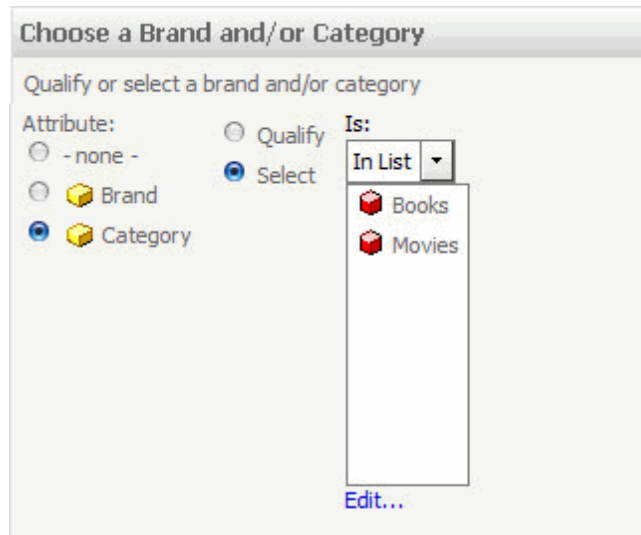 Choose a Brand and/or Category
Qualify or select a brand and/or category
Attribute:
- none -
Brand
Category
Qualify
Select
Is:
In List
Books
Movies
Edit...